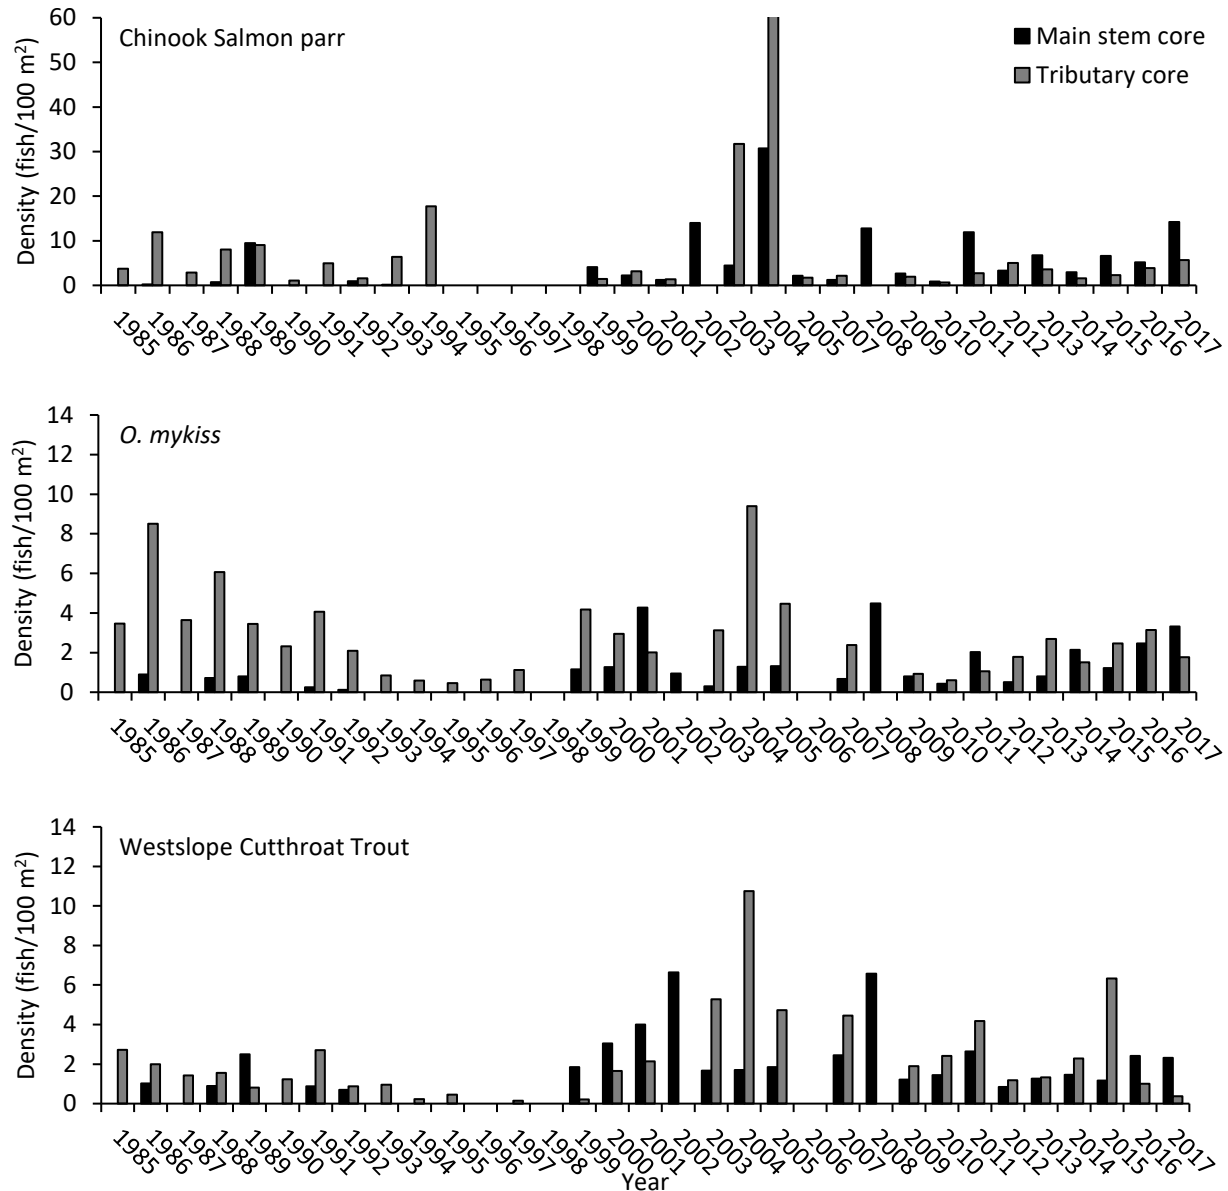 Chinook Salmon parr
Main stem core
Tributary core
Density (fish/100 m²)
60
50
40
30
20
10
0
1985 1986 1987 1988 1989 1990 1991 1992 1993 1994 1995 1996 1997 1998 1999 2000 2001 2002 2003 2004 2005 2007 2008 2009 2010 2011 2012 2013 2014 2015 2016 2017
O. mykiss
Density (fish/100 m²)
14
12
10
8
6
4
2
0
1985 1986 1987 1988 1989 1990 1991 1992 1993 1994 1995 1996 1997 1998 1999 2000 2001 2002 2003 2004 2005 2006 2007 2008 2009 2010 2011 2012 2013 2014 2015 2016 2017
Westslope Cutthroat Trout
Density (fish/100 m²)
14
12
10
8
6
4
2
0
1985 1986 1987 1988 1989 1990 1991 1992 1993 1994 1995 1996 1997 1998 1999 2000 2001 2002 2003 2004 2005 2006 2007 2008 2009 2010 2011 2012 2013 2014 2015 2016 2017
Year